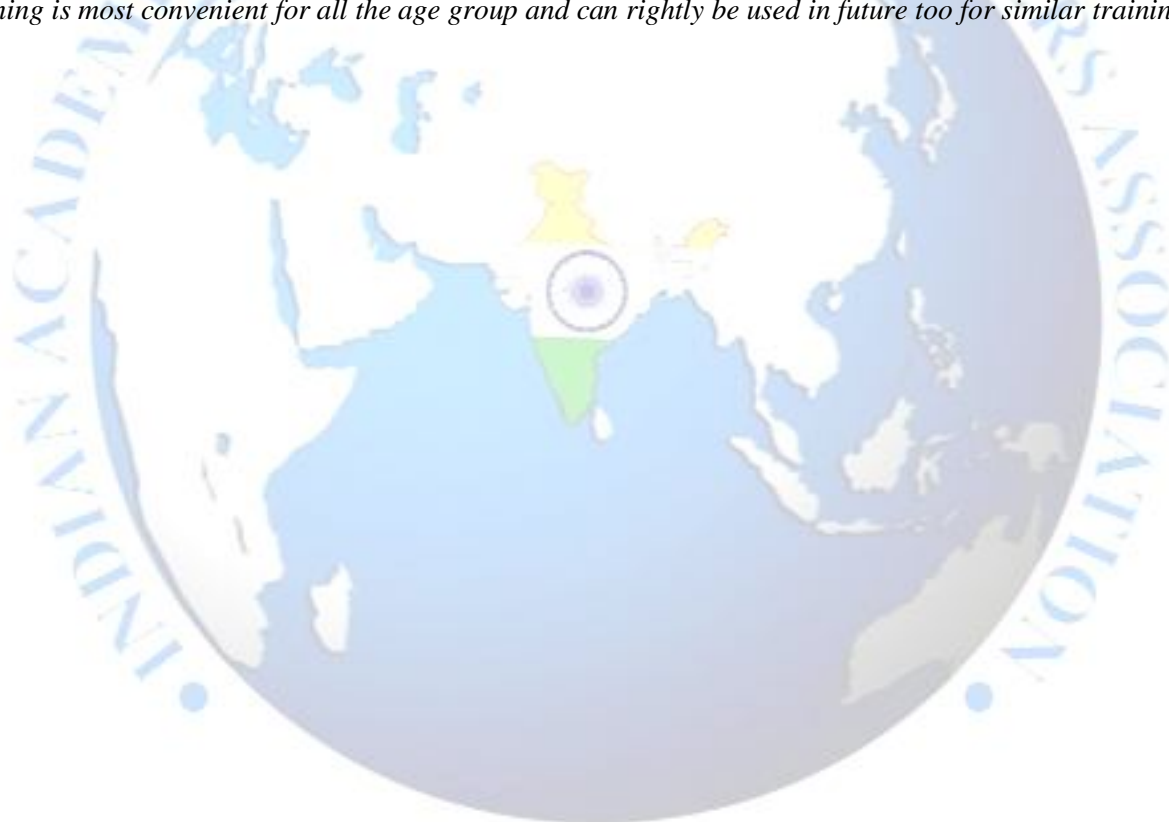 ning is most convenient for all the age group and can rightly be used in future too for similar trainin
• INDIAN ACADEM
RS ASSOCIATION •